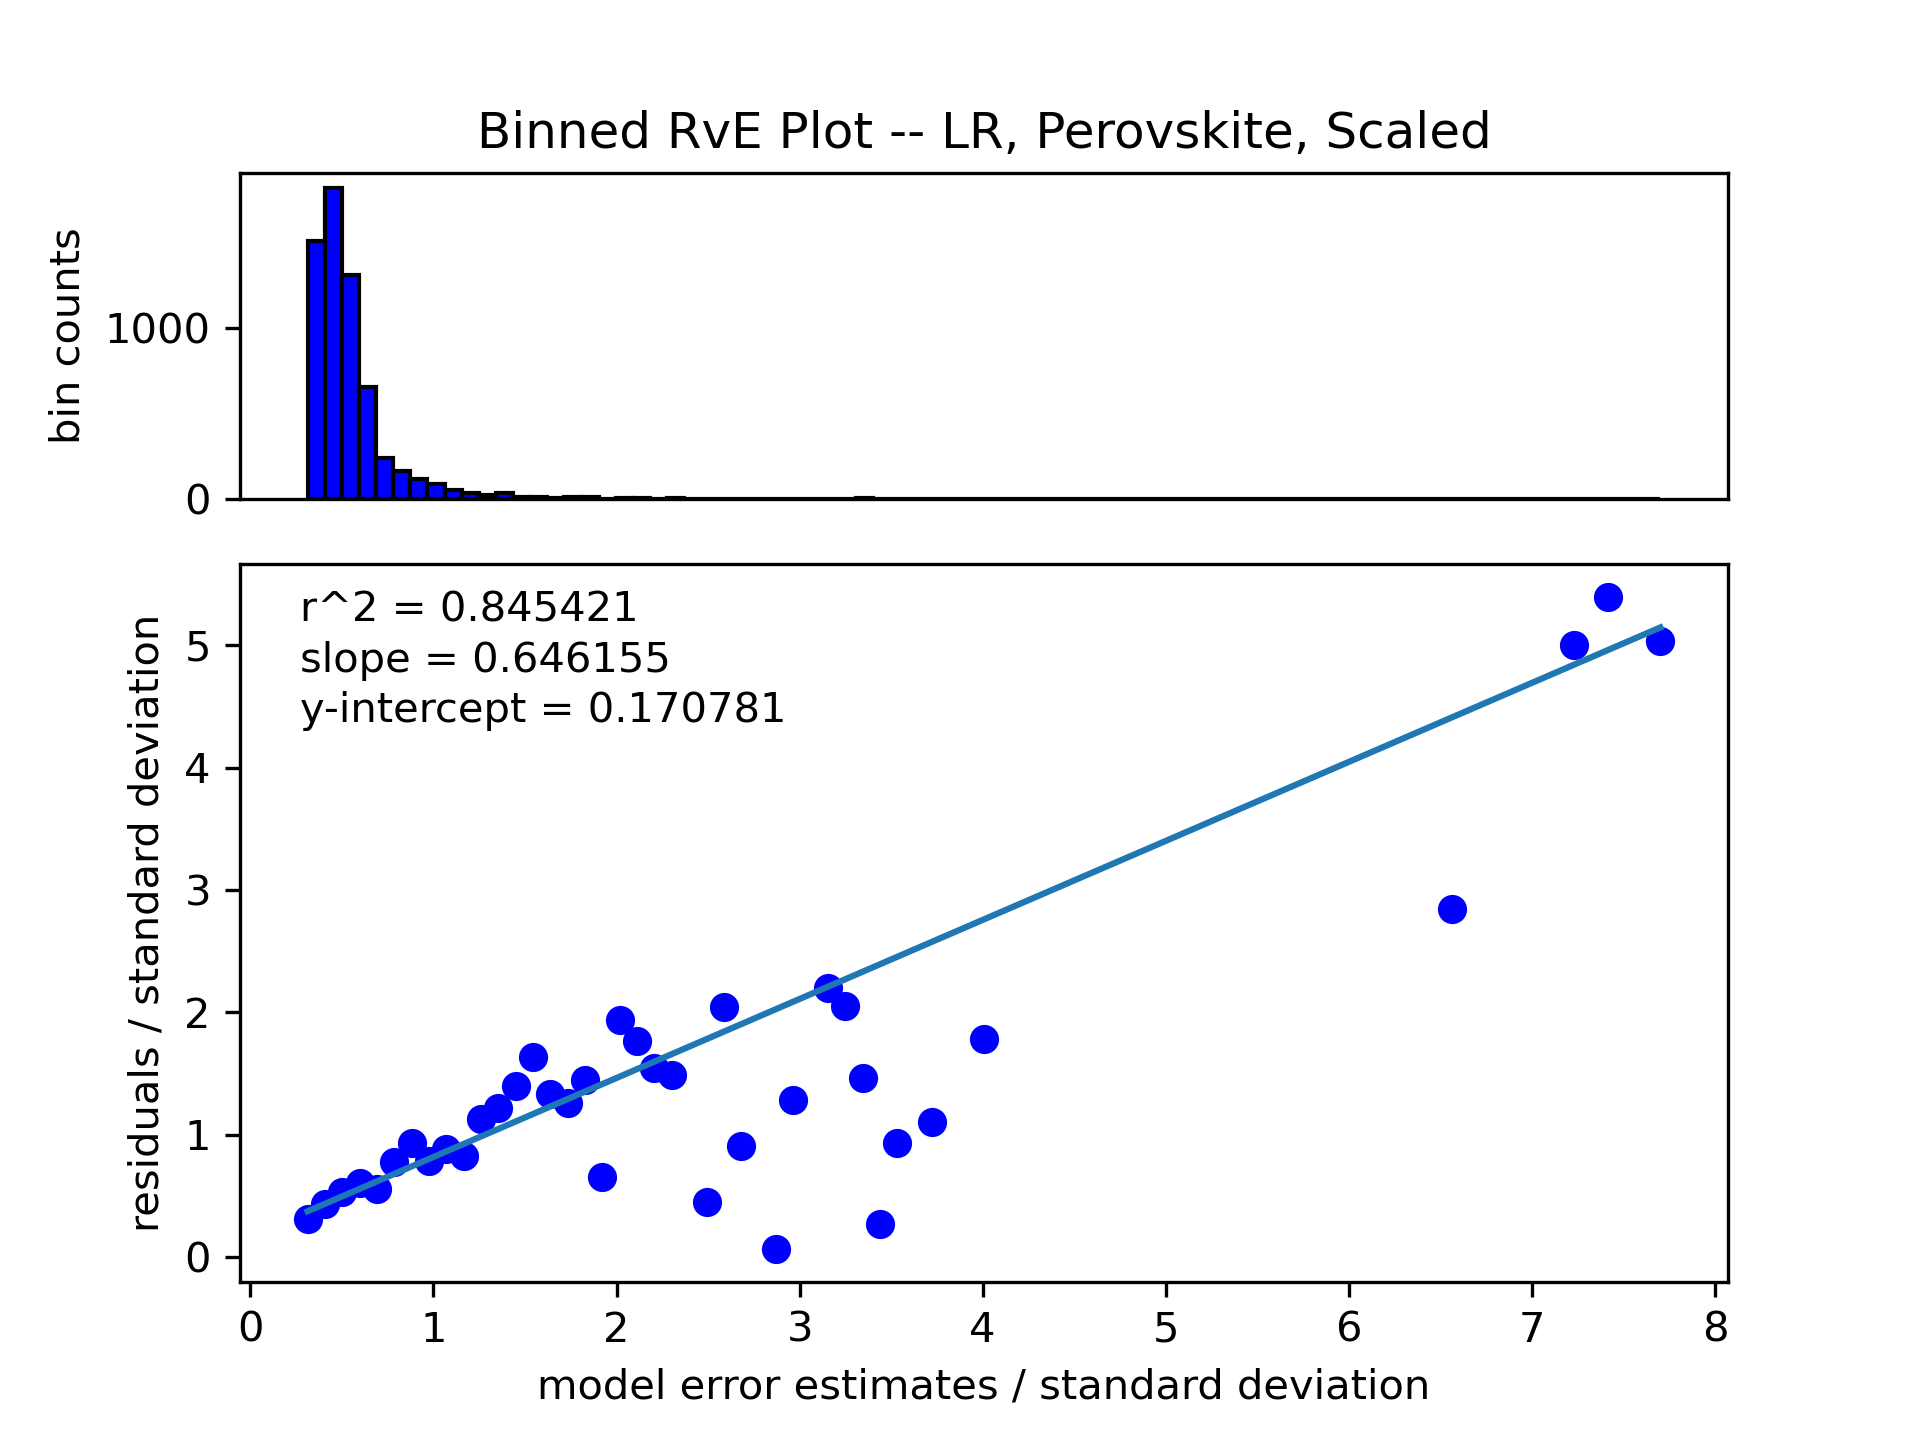 Binned RvE Plot -- LR, Perovskite, Scaled
bin counts
1000
0
r^2 = 0.845421
slope = 0.646155
y-intercept = 0.170781
residuals / standard deviation
5
4
3
2
1
0
0 1 2 3 4 5 6 7 8
model error estimates / standard deviation